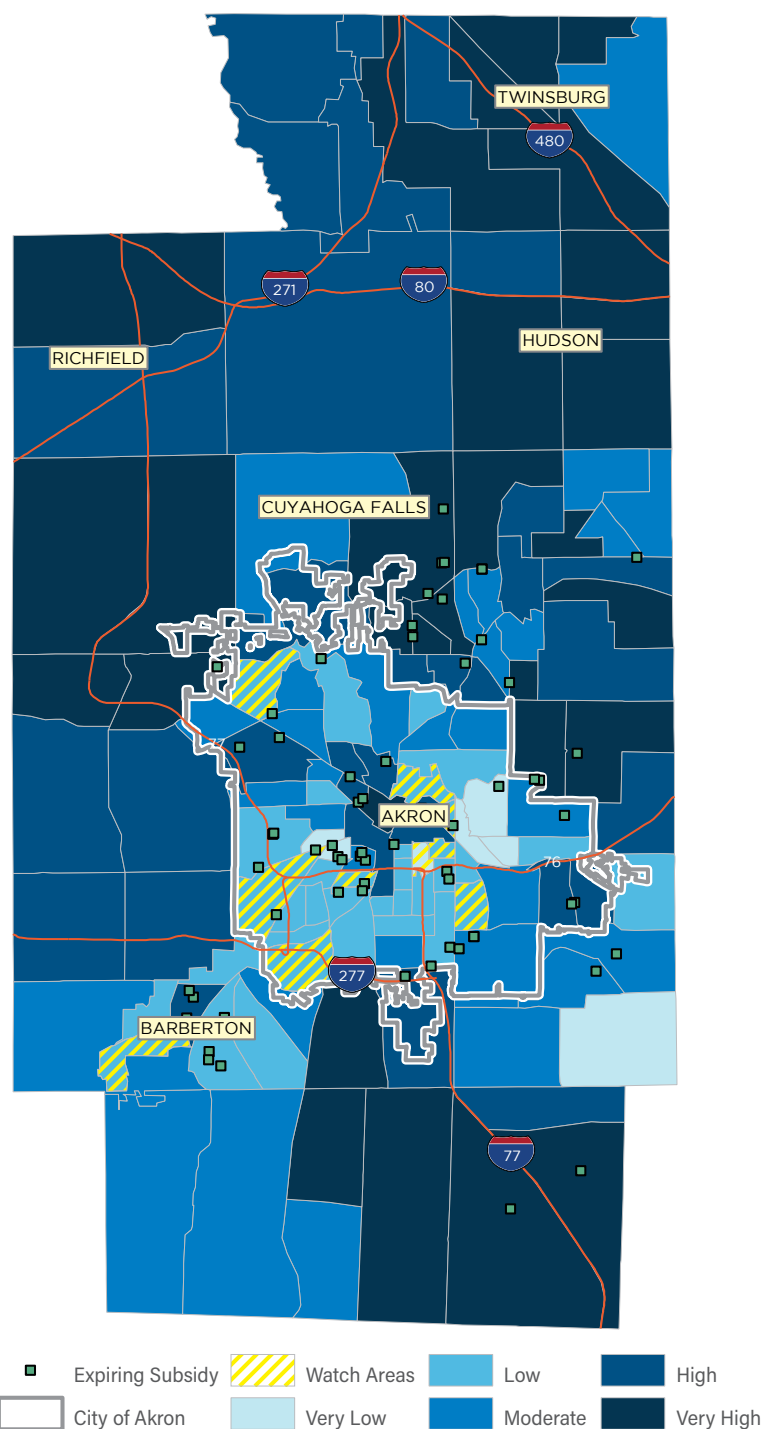 TWINSBURG
480
271
80
HUDSON
RICHFIELD
CUYAHOGA FALLS
77
AKRON
76
277
BARBERTON
77
Expiring Subsidy
Watch Areas
Low
High
City of Akron
Very Low
Moderate
Very High